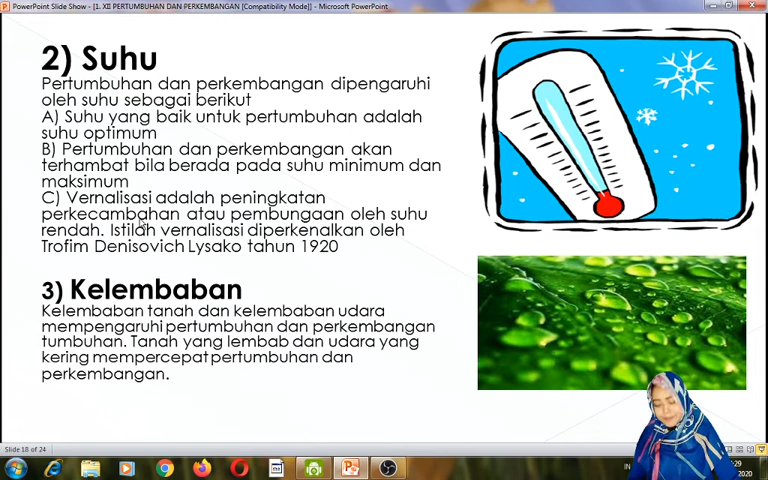 PowerPoint Slide Show - [1. XII PERTUMBUHAN DAN PERKEMBANGAN [Compatibility Mode]] - Microsoft PowerPoint
2) Suhu
Pertumbuhan dan perkembangan dipengaruhi
oleh suhu sebagai berikut
A) Suhu yang baik untuk pertumbuhan adalah
suhu optimum
B) Pertumbuhan dan perkembangan akan
terhambat bila berada pada suhu minimum dan
maksimum
C) Vernalisasi adalah peningkatan
perkecambahan atau pembungaan oleh suhu
rendah. Istilah vernalisasi diperkenalkan oleh
Trofim Denisovich Lysako tahun 1920
3) Kelembaban
Kelembaban tanah dan kelembaban udara
mempengaruhi pertumbuhan dan perkembangan
tumbuhan. Tanah yang lembab dan udara yang
kering mempercepat pertumbuhan dan
perkembangan.
Slide 18 of 24
IN
:29
2020